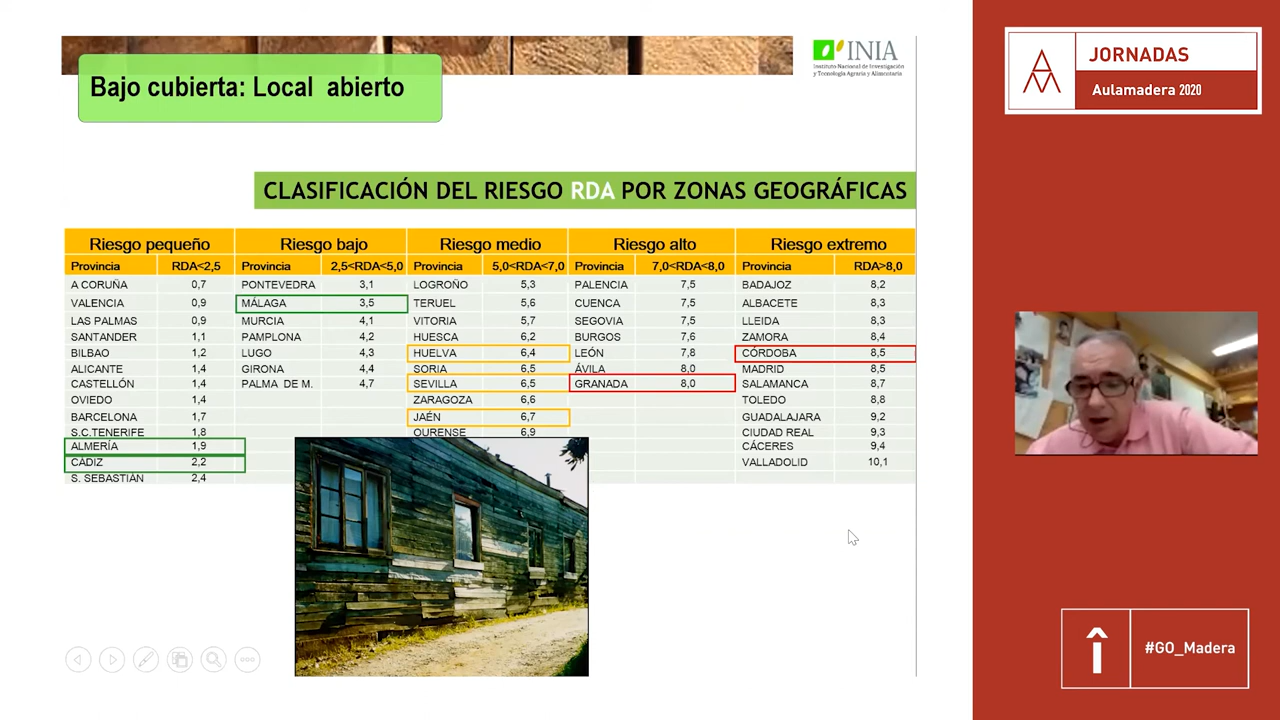 INIA
Instituto Nacional de Investigación
y Tecnología Agraria y Alimentaria
Bajo cubierta: Local abierto
CLASIFICACIÓN DEL RIESGO RDA POR ZONAS GEOGRÁFICAS
Riesgo pequeño Riesgo bajo Riesgo medio Riesgo alto Riesgo extremo
Provincia RDA<2,5 Provincia 2,5<RDA<5,0 Provincia 5,0<RDA<7,0 Provincia 7,0<RDA<8,0 Provincia RDA>8,0
A CORUÑA 0,7 PONTEVEDRA 3,1 LOGROÑO 5,3 PALENCIA 7,5 BADAJOZ 8,2
VALENCIA 0,9 MÁLAGA 3,5 TERUEL 5,6 CUENCA 7,5 ALBACETE 8,3
LAS PALMAS 0,9 MURCIA 4,1 VITORIA 5,7 SEGOVIA 7,5 LLEIDA 8,3
SANTANDER 1,1 PAMPLONA 4,2 HUESCA 6,2 BURGOS 7,6 ZAMORA 8,4
BILBAO 1,2 LUGO 4,3 HUELVA 6,4 LEÓN 7,8 CÓRDOBA 8,5
ALICANTE 1,4 GIRONA 4,4 SORIA 6,5 ÁVILA 8,0 MADRID 8,5
CASTELLÓN 1,4 PALMA DE M. 4,7 SEVILLA 6,5 GRANADA 8,0 SALAMANCA 8,7
OVIEDO 1,4 ZARAGOZA 6,6 TOLEDO 8,8
BARCELONA 1,7 JAÉN 6,7 GUADALAJARA 9,2
S.C.TENERIFE 1,8 OURENSE 6,9 CIUDAD REAL 9,3
ALMERÍA 1,9 CÁCERES 9,4
CÁDIZ 2,2 VALLADOLID 10,1
S. SEBASTIÁN 2,4
JORNADAS
Aulamadera 2020
#GO_Madera